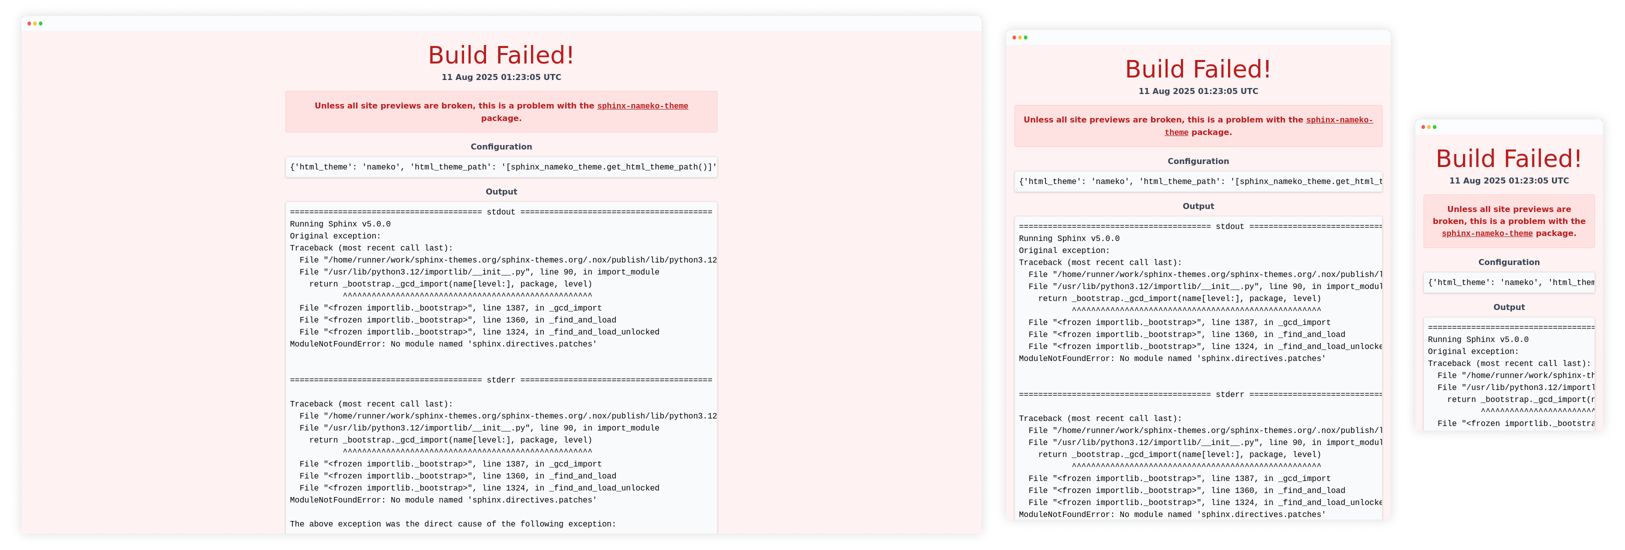 Build Failed!
11 Aug 2025 01:23:05 UTC
Unless all site previews are broken, this is a problem with the sphinx-nameko-theme
package.
Configuration
{'html_theme': 'nameko', 'html_theme_path': '[sphinx_nameko_theme.get_html_theme_path()]'
Output
======================================== stdout ========================================
Running Sphinx v5.0.0
Original exception:
Traceback (most recent call last):
  File "/home/runner/work/sphinx-themes.org/sphinx-themes.org/.nox/publish/lib/python3.12
  File "/usr/lib/python3.12/importlib/__init__.py", line 90, in import_module
    return _bootstrap._gcd_import(name[level:], package, level)
           ^^^^^^^^^^^^^^^^^^^^^^^^^^^^^^^^^^^^^^^^^^^^^^^^^^^^
  File "<frozen importlib._bootstrap>", line 1387, in _gcd_import
  File "<frozen importlib._bootstrap>", line 1360, in _find_and_load
  File "<frozen importlib._bootstrap>", line 1324, in _find_and_load_unlocked
ModuleNotFoundError: No module named 'sphinx.directives.patches'
======================================== stderr ========================================
Traceback (most recent call last):
  File "/home/runner/work/sphinx-themes.org/sphinx-themes.org/.nox/publish/lib/python3.12
  File "/usr/lib/python3.12/importlib/__init__.py", line 90, in import_module
    return _bootstrap._gcd_import(name[level:], package, level)
           ^^^^^^^^^^^^^^^^^^^^^^^^^^^^^^^^^^^^^^^^^^^^^^^^^^^^
  File "<frozen importlib._bootstrap>", line 1387, in _gcd_import
  File "<frozen importlib._bootstrap>", line 1360, in _find_and_load
  File "<frozen importlib._bootstrap>", line 1324, in _find_and_load_unlocked
ModuleNotFoundError: No module named 'sphinx.directives.patches'
The above exception was the direct cause of the following exception:
Build Failed!
11 Aug 2025 01:23:05 UTC
Unless all site previews are broken, this is a problem with the sphinx-nameko-
theme package.
Configuration
{'html_theme': 'nameko', 'html_theme_path': '[sphinx_nameko_theme.get_html_t
Output
======================================== stdout ===================================
Running Sphinx v5.0.0
Original exception:
Traceback (most recent call last):
  File "/home/runner/work/sphinx-themes.org/sphinx-themes.org/.nox/publish/l
  File "/usr/lib/python3.12/importlib/__init__.py", line 90, in import_modul
    return _bootstrap._gcd_import(name[level:], package, level)
           ^^^^^^^^^^^^^^^^^^^^^^^^^^^^^^^^^^^^^^^^^^^^^^^^^^^^
  File "<frozen importlib._bootstrap>", line 1387, in _gcd_import
  File "<frozen importlib._bootstrap>", line 1360, in _find_and_load
  File "<frozen importlib._bootstrap>", line 1324, in _find_and_load_unlocke
ModuleNotFoundError: No module named 'sphinx.directives.patches'
======================================== stderr ===================================
Traceback (most recent call last):
  File "/home/runner/work/sphinx-themes.org/sphinx-themes.org/.nox/publish/l
  File "/usr/lib/python3.12/importlib/__init__.py", line 90, in import_modul
    return _bootstrap._gcd_import(name[level:], package, level)
           ^^^^^^^^^^^^^^^^^^^^^^^^^^^^^^^^^^^^^^^^^^^^^^^^^^^^
  File "<frozen importlib._bootstrap>", line 1387, in _gcd_import
  File "<frozen importlib._bootstrap>", line 1360, in _find_and_load
  File "<frozen importlib._bootstrap>", line 1324, in _find_and_load_unlocke
ModuleNotFoundError: No module named 'sphinx.directives.patches'
Build Failed!
11 Aug 2025 01:23:05 UTC
Unless all site previews are
broken, this is a problem with the
sphinx-nameko-theme package.
Configuration
{'html_theme': 'nameko', 'html_them
Output
===================================
Running Sphinx v5.0.0
Original exception:
Traceback (most recent call last):
  File "/home/runner/work/sphinx-th
  File "/usr/lib/python3.12/importl
    return _bootstrap._gcd_import(n
           ^^^^^^^^^^^^^^^^^^^^^^^^
  File "<frozen importlib._bootstra